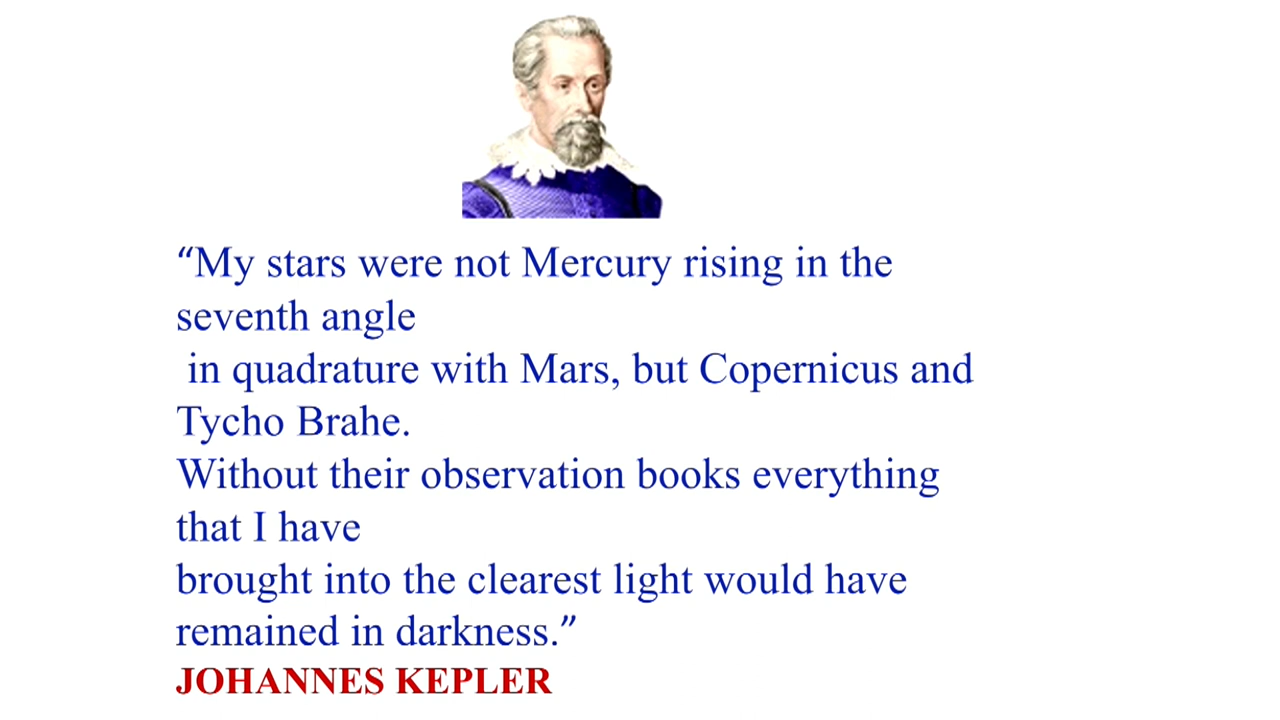 “My stars were not Mercury rising in the
seventh angle
in quadrature with Mars, but Copernicus and
Tycho Brahe.
Without their observation books everything
that I have
brought into the clearest light would have
remained in darkness.”
JOHANNES KEPLER